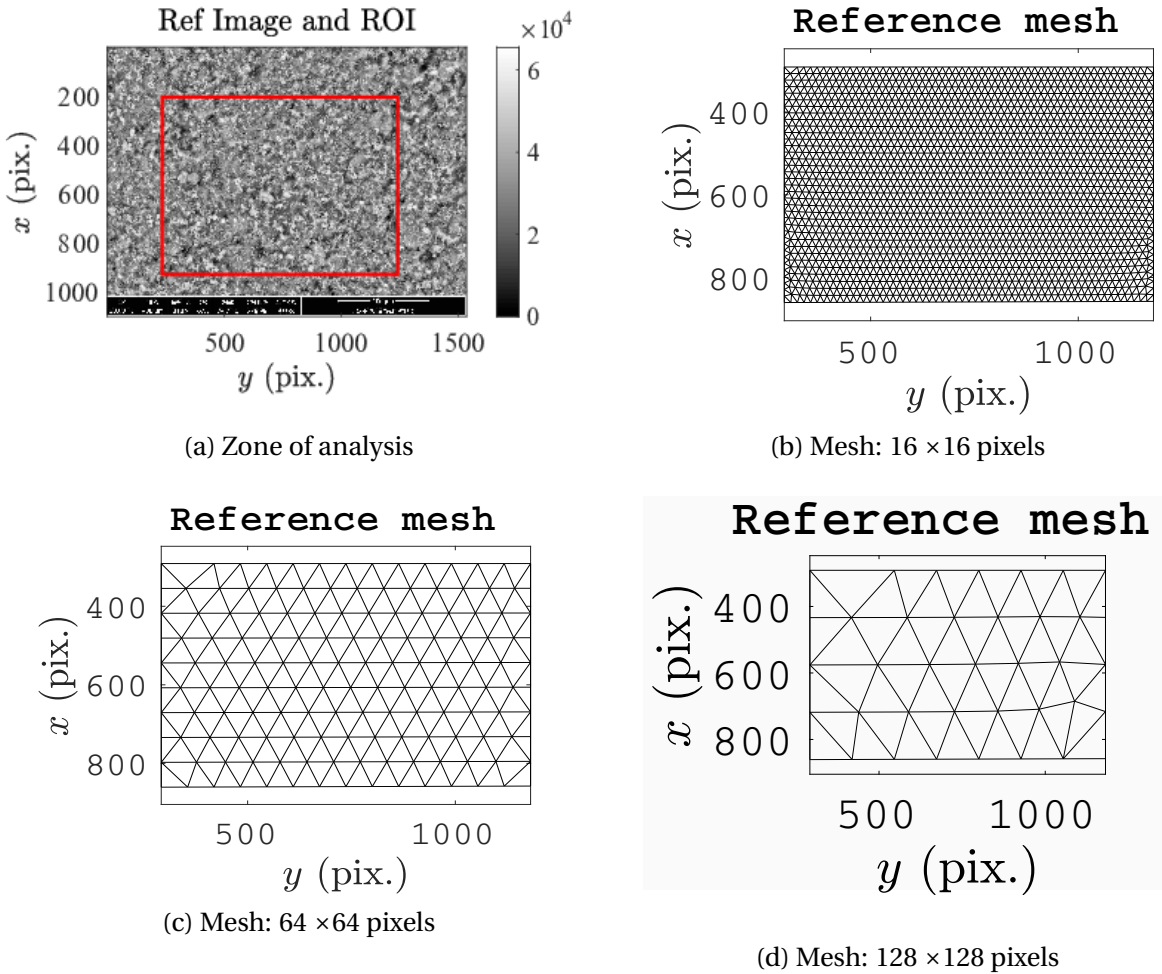 Ref Image and ROI
×10⁴
200
400
600
800
1000
x (pix.)
500
1000
1500
y (pix.)
6
4
2
0
(a) Zone of analysis
Reference mesh
400
600
800
x (pix.)
500
1000
y (pix.)
(b) Mesh: 16 ×16 pixels
Reference mesh
400
600
800
x (pix.)
500
1000
y (pix.)
(c) Mesh: 64 ×64 pixels
Reference mesh
400
600
800
x (pix.)
500
1000
y (pix.)
(d) Mesh: 128 ×128 pixels